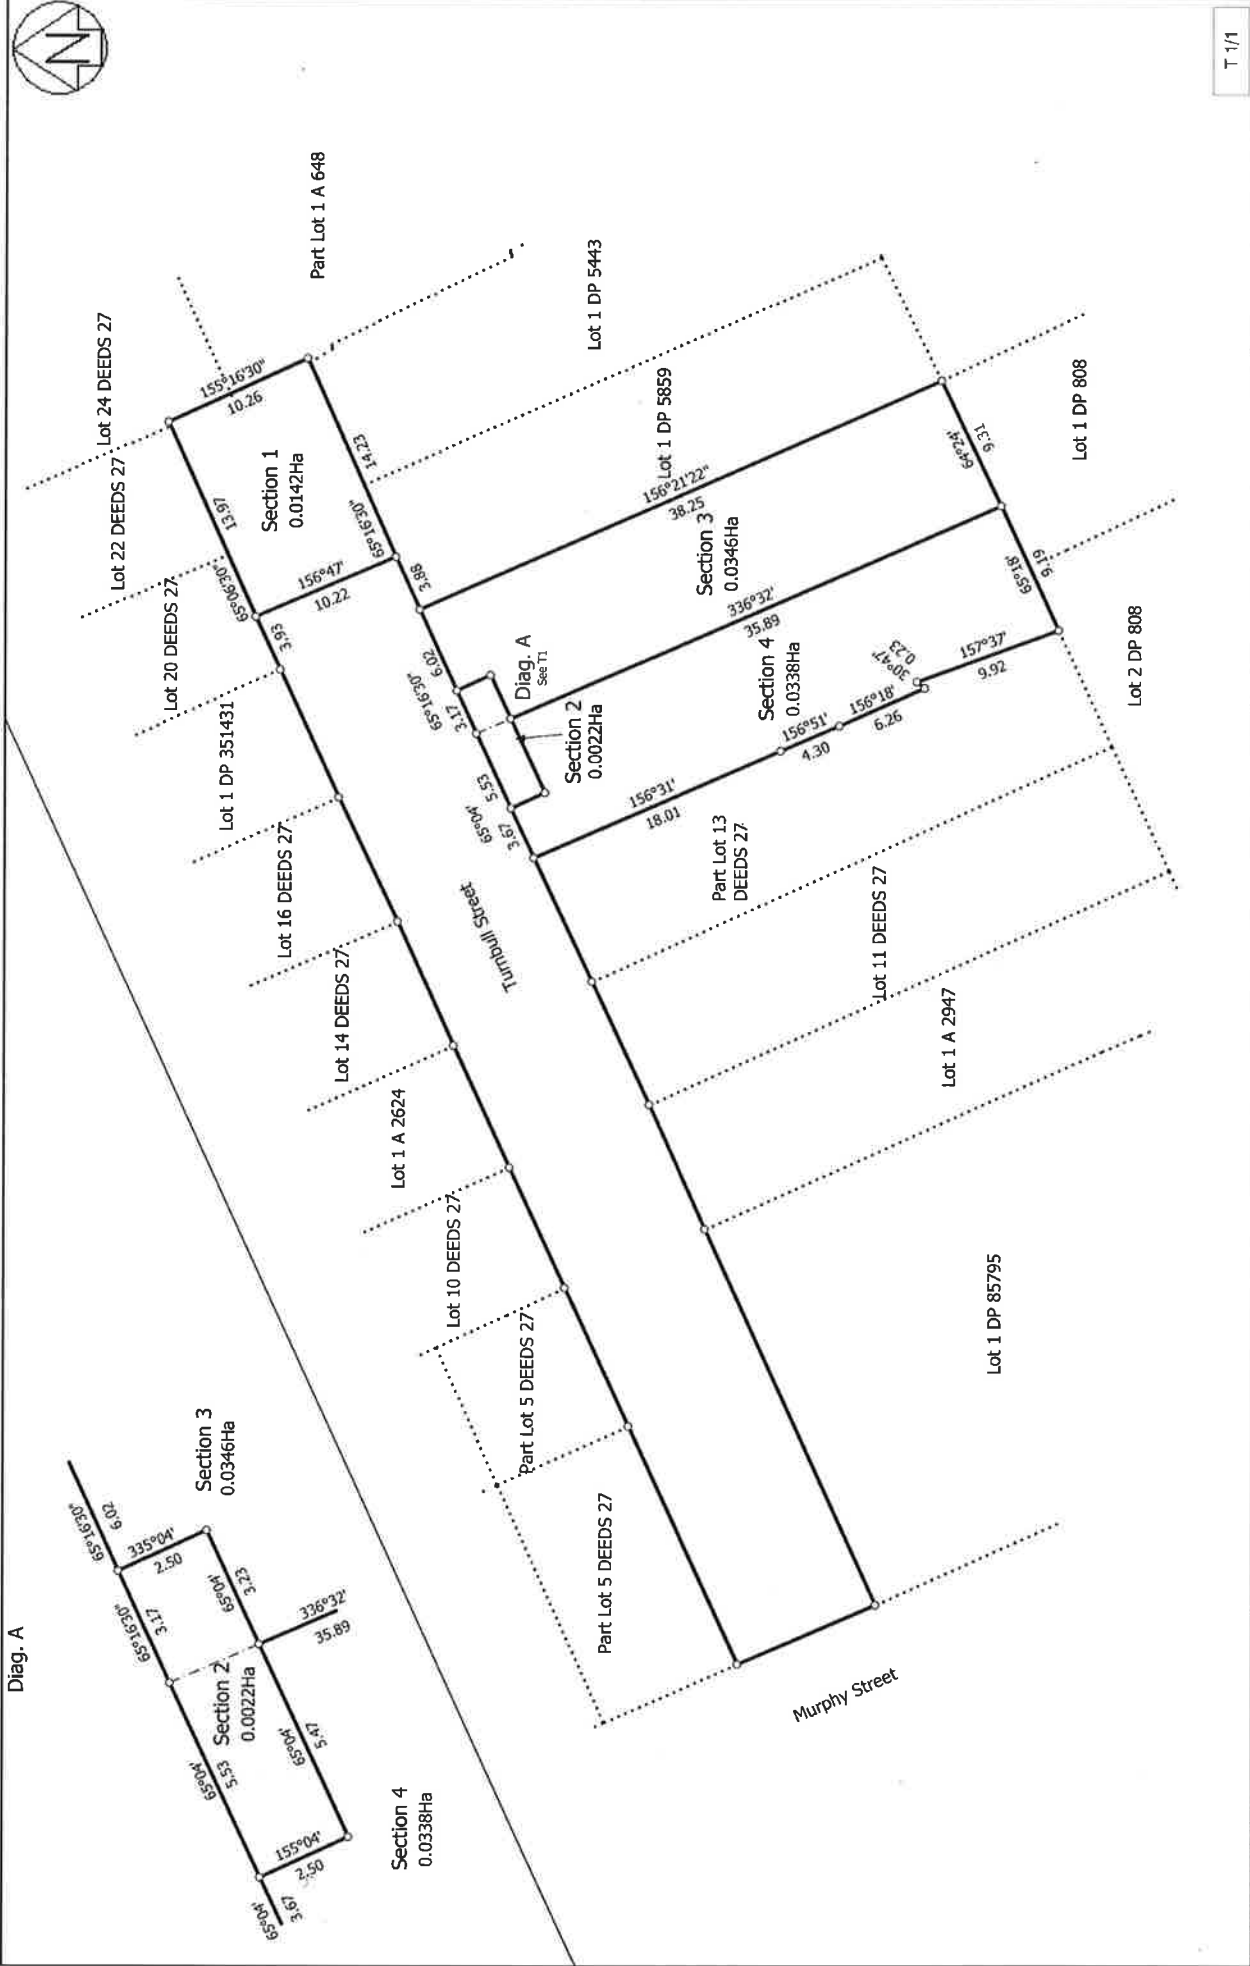 Diag. A
65°16'30"
6.02
335°04'
2.50
65°16'30"
3.17
65°04'
3.23
Section 3
0.0346Ha
336°32'
35.89
Section 2
0.0022Ha
65°04'
5.53
65°04'
5.47
155°04'
2.50
65°04'
3.67
Section 4
0.0338Ha
N
Lot 24 DEEDS 27
Lot 22 DEEDS 27
Part Lot 1 A 648
155°16'30"
10.26
13.97
65°06'30"
Section 1
0.0142Ha
14.23
65°16'30"
156°47'
10.22
3.93
3.88
Lot 20 DEEDS 27
Lot 1 DP 351431
Lot 16 DEEDS 27
Lot 14 DEEDS 27
Lot 1 A 2624
Lot 10 DEEDS 27
Part Lot 5 DEEDS 27
Part Lot 5 DEEDS 27
Lot 1 DP 5443
Lot 1 DP 5859
156°21'22"
38.25
Section 3
0.0346Ha
6.02
65°16'30"
3.17
Diag. A
See T1
Section 2
0.0022Ha
5.53
65°04'
3.67
336°32'
35.89
Section 4
0.0338Ha
64°24'
9.31
65°18'
9.19
30°47'
0.23
157°37'
9.92
156°18'
6.26
156°51'
4.30
156°31'
18.01
Turnbull Street
Lot 1 DP 808
Lot 2 DP 808
Part Lot 13
DEEDS 27
Lot 11 DEEDS 27
Lot 1 A 2947
Lot 1 DP 85795
Murphy Street
T 1/1